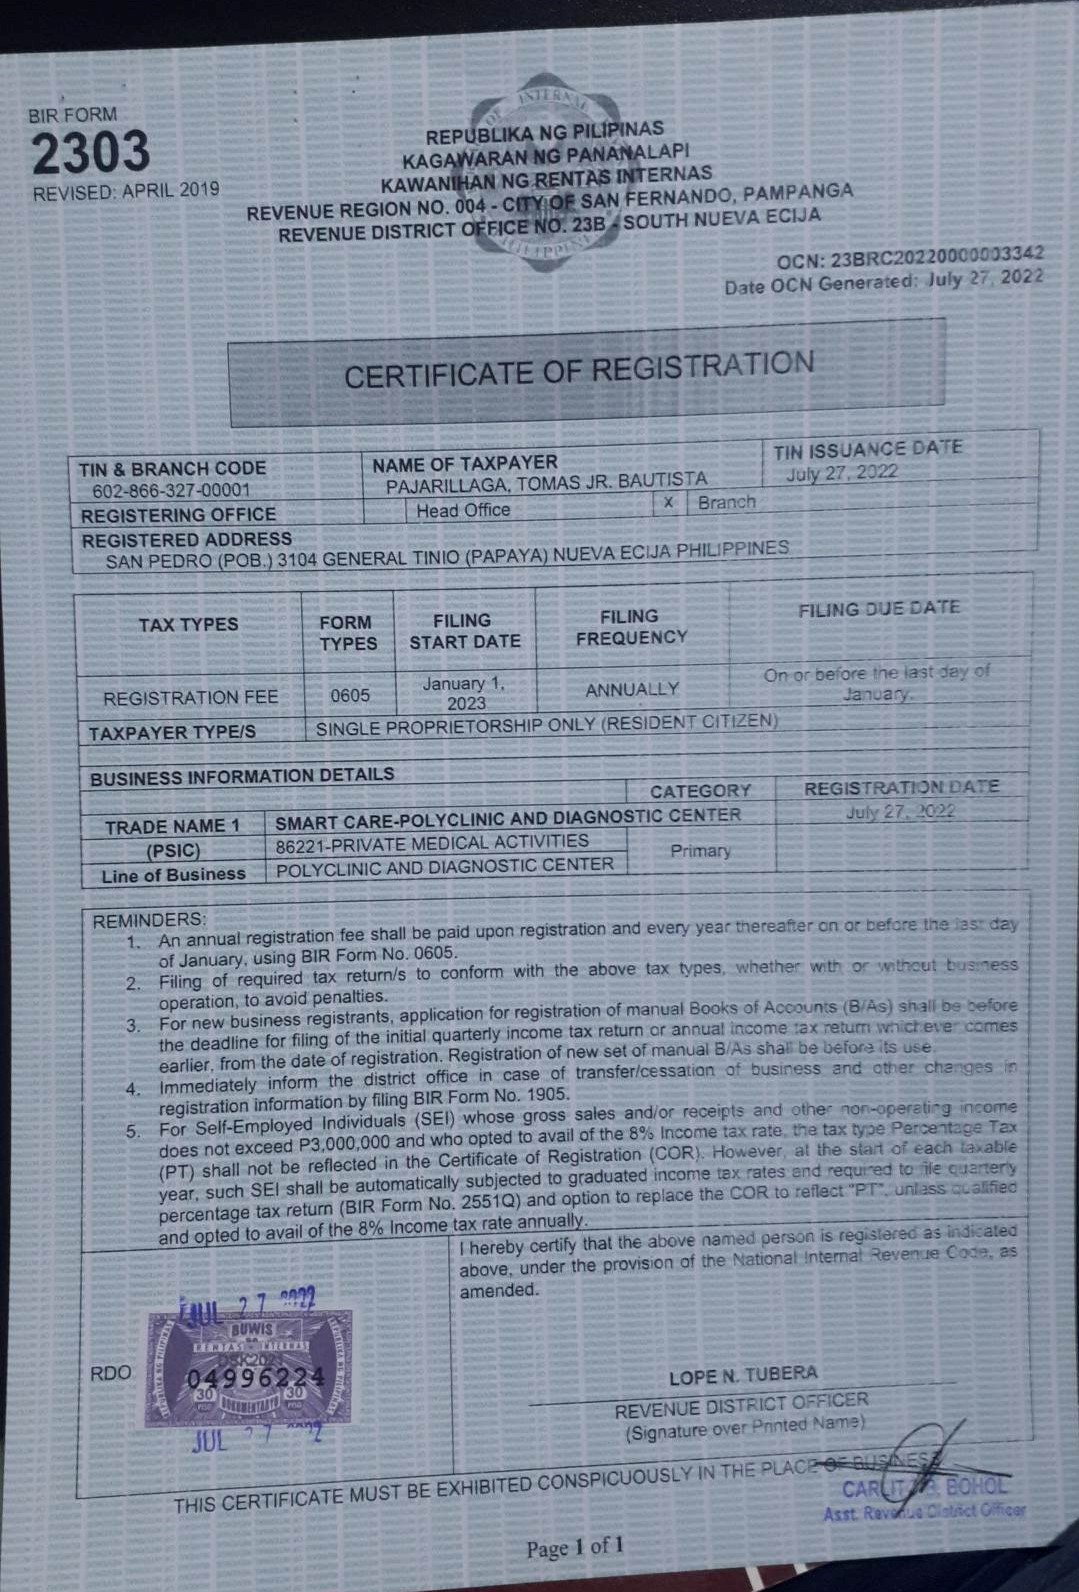 BIR FORM
2303
REVISED: APRIL 2019
REPUBLIKA NG PILIPINAS
KAGAWARAN NG PANANALAPI
KAWANIHAN NG RENTAS INTERNAS
REVENUE REGION NO. 004 - CITY OF SAN FERNANDO, PAMPANGA
REVENUE DISTRICT OFFICE NO. 23B - SOUTH NUEVA ECIJA
OCN: 23BRC20220000003342
Date OCN Generated: July 27, 2022
CERTIFICATE OF REGISTRATION
TIN & BRANCH CODE NAME OF TAXPAYER TIN ISSUANCE DATE
602-866-327-00001 PAJARILLAGA, TOMAS JR. BAUTISTA July 27, 2022
REGISTERING OFFICE Head Office X Branch
REGISTERED ADDRESS
SAN PEDRO (POB.) 3104 GENERAL TINIO (PAPAYA) NUEVA ECIJA PHILIPPINES
TAX TYPES FORM TYPES FILING START DATE FILING FREQUENCY FILING DUE DATE
REGISTRATION FEE 0605 January 1, 2023 ANNUALLY On or before the last day of January.
TAXPAYER TYPE/S SINGLE PROPRIETORSHIP ONLY (RESIDENT CITIZEN)
BUSINESS INFORMATION DETAILS
CATEGORY REGISTRATION DATE
TRADE NAME 1 SMART CARE-POLYCLINIC AND DIAGNOSTIC CENTER July 27, 2022
(PSIC) 86221-PRIVATE MEDICAL ACTIVITIES Primary
Line of Business POLYCLINIC AND DIAGNOSTIC CENTER
REMINDERS:
1. An annual registration fee shall be paid upon registration and every year thereafter on or before the last day
of January, using BIR Form No. 0605.
2. Filing of required tax return/s to conform with the above tax types, whether with or without business
operation, to avoid penalties.
3. For new business registrants, application for registration of manual Books of Accounts (B/As) shall be before
the deadline for filing of the initial quarterly income tax return or annual income tax return which ever comes
earlier, from the date of registration. Registration of new set of manual B/As shall be before its use.
4. Immediately inform the district office in case of transfer/cessation of business and other changes in
registration information by filing BIR Form No. 1905.
5. For Self-Employed Individuals (SEI) whose gross sales and/or receipts and other non-operating income
does not exceed P3,000,000 and who opted to avail of the 8% Income tax rate, the tax type Percentage Tax
(PT) shall not be reflected in the Certificate of Registration (COR). However, at the start of each taxable
year, such SEI shall be automatically subjected to graduated income tax rates and required to file quarterly
percentage tax return (BIR Form No. 2551Q) and option to replace the COR to reflect "PT", unless qualified
and opted to avail of the 8% Income tax rate annually.
I hereby certify that the above named person is registered as indicated
above, under the provision of the National Internal Revenue Code, as
amended.
JUL 27 2022
BUWIS
RENTAS INTERNAS
REPUBLIKA NG PILIPINAS
04996224
30 30
DOKUMENTARYO
JUL 27
RDO
LOPE N. TUBERA
REVENUE DISTRICT OFFICER
(Signature over Printed Name)
THIS CERTIFICATE MUST BE EXHIBITED CONSPICUOUSLY IN THE PLACE OF BUSINESS
BOHOL
Asst. Revenue District Officer
Page 1 of 1